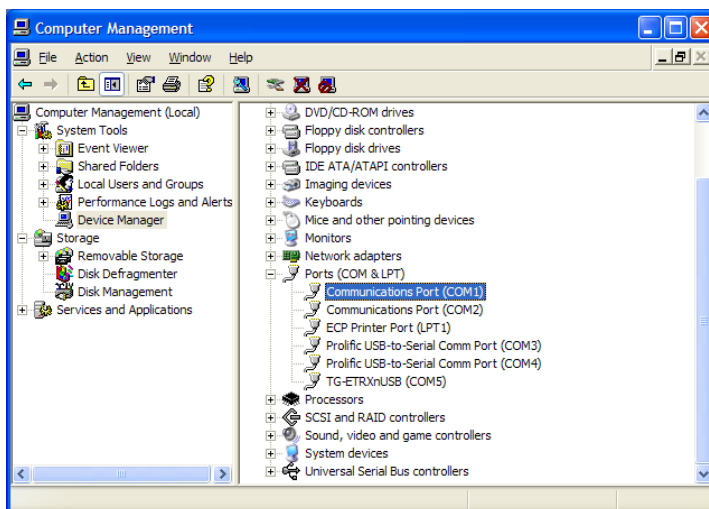 Computer Management
File Action View Window Help
Computer Management (Local)
System Tools
Event Viewer
Shared Folders
Local Users and Groups
Performance Logs and Alerts
Device Manager
Storage
Removable Storage
Disk Defragmenter
Disk Management
Services and Applications
DVD/CD-ROM drives
Floppy disk controllers
Floppy disk drives
IDE ATA/ATAPI controllers
Imaging devices
Keyboards
Mice and other pointing devices
Monitors
Network adapters
Ports (COM & LPT)
Communications Port (COM1)
Communications Port (COM2)
ECP Printer Port (LPT1)
Prolific USB-to-Serial Comm Port (COM3)
Prolific USB-to-Serial Comm Port (COM4)
TG-ETRXnUSB (COM5)
Processors
SCSI and RAID controllers
Sound, video and game controllers
System devices
Universal Serial Bus controllers